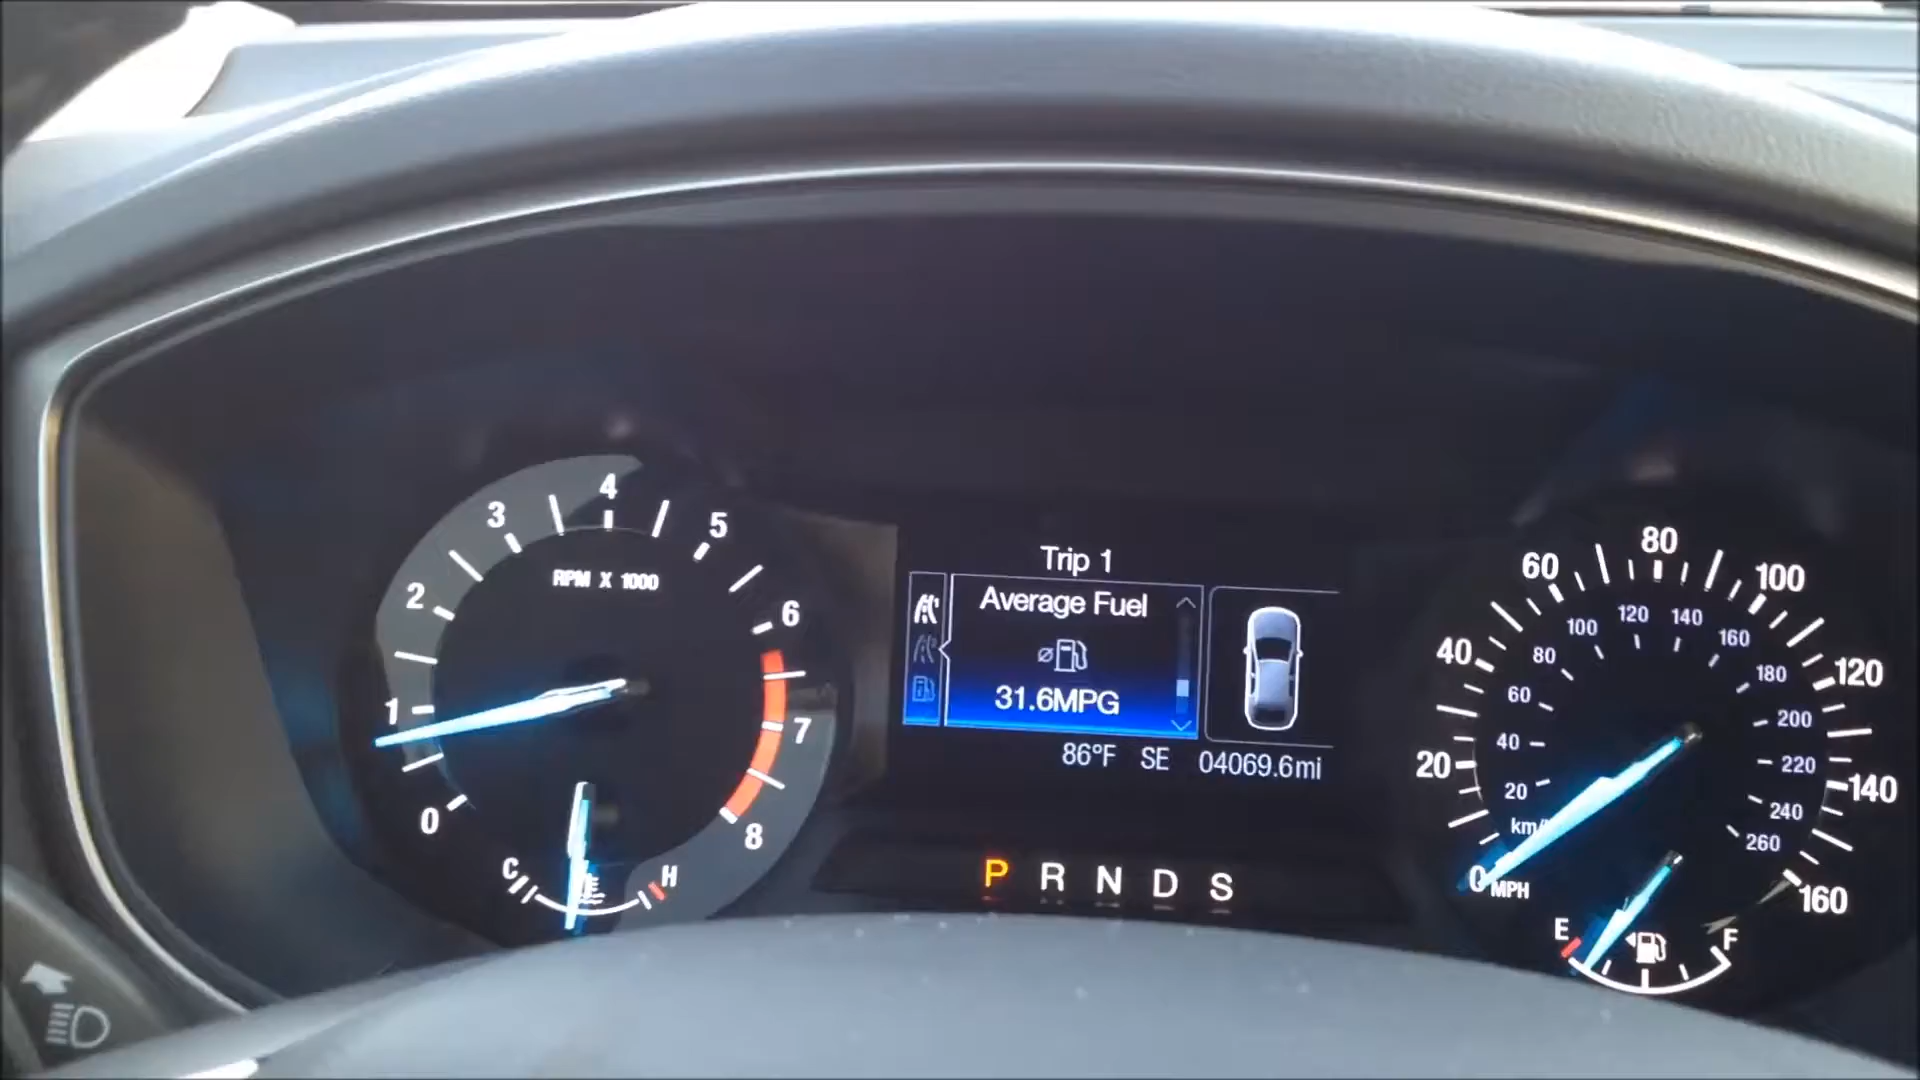 4
3
5
RPM X 1000
2
6
1
7
0
8
C
H
Trip 1
Average Fuel
31.6MPG
86°F SE 04069.6mi
P R N D S
80
60
100
40
120
20
140
0 MPH
160
120
140
100
160
80
180
60
200
40
220
20
240
260
E
F